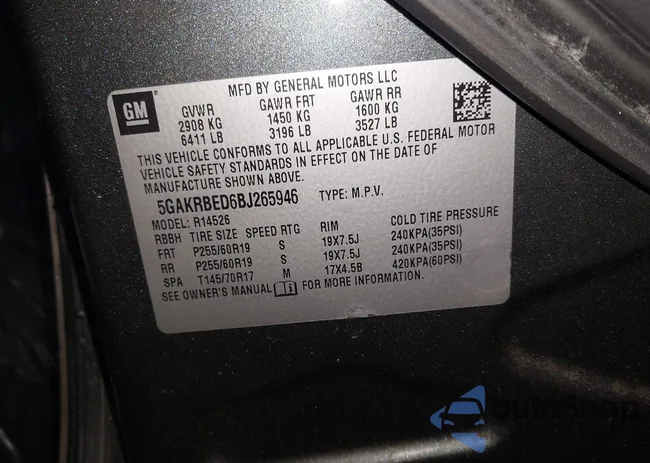 MFD BY GENERAL MOTORS LLC
GM
GVWR GAWR FRT GAWR RR
2908 KG 1450 KG 1600 KG
6411 LB 3196 LB 3527 LB
THIS VEHICLE CONFORMS TO ALL APPLICABLE U.S. FEDERAL MOTOR
VEHICLE SAFETY STANDARDS IN EFFECT ON THE DATE OF
MANUFACTURE SHOWN ABOVE.
5GAKRBED6BJ265946 TYPE: M.P.V.
MODEL: R14526
RBBH TIRE SIZE SPEED RTG RIM COLD TIRE PRESSURE
FRT P255/60R19 S 19X7.5J 240KPA(35PSI)
RR P255/60R19 S 19X7.5J 240KPA(35PSI)
SPA T145/70R17 M 17X4.5B 420KPA(60PSI)
SEE OWNER'S MANUAL i FOR MORE INFORMATION.
autoSnap